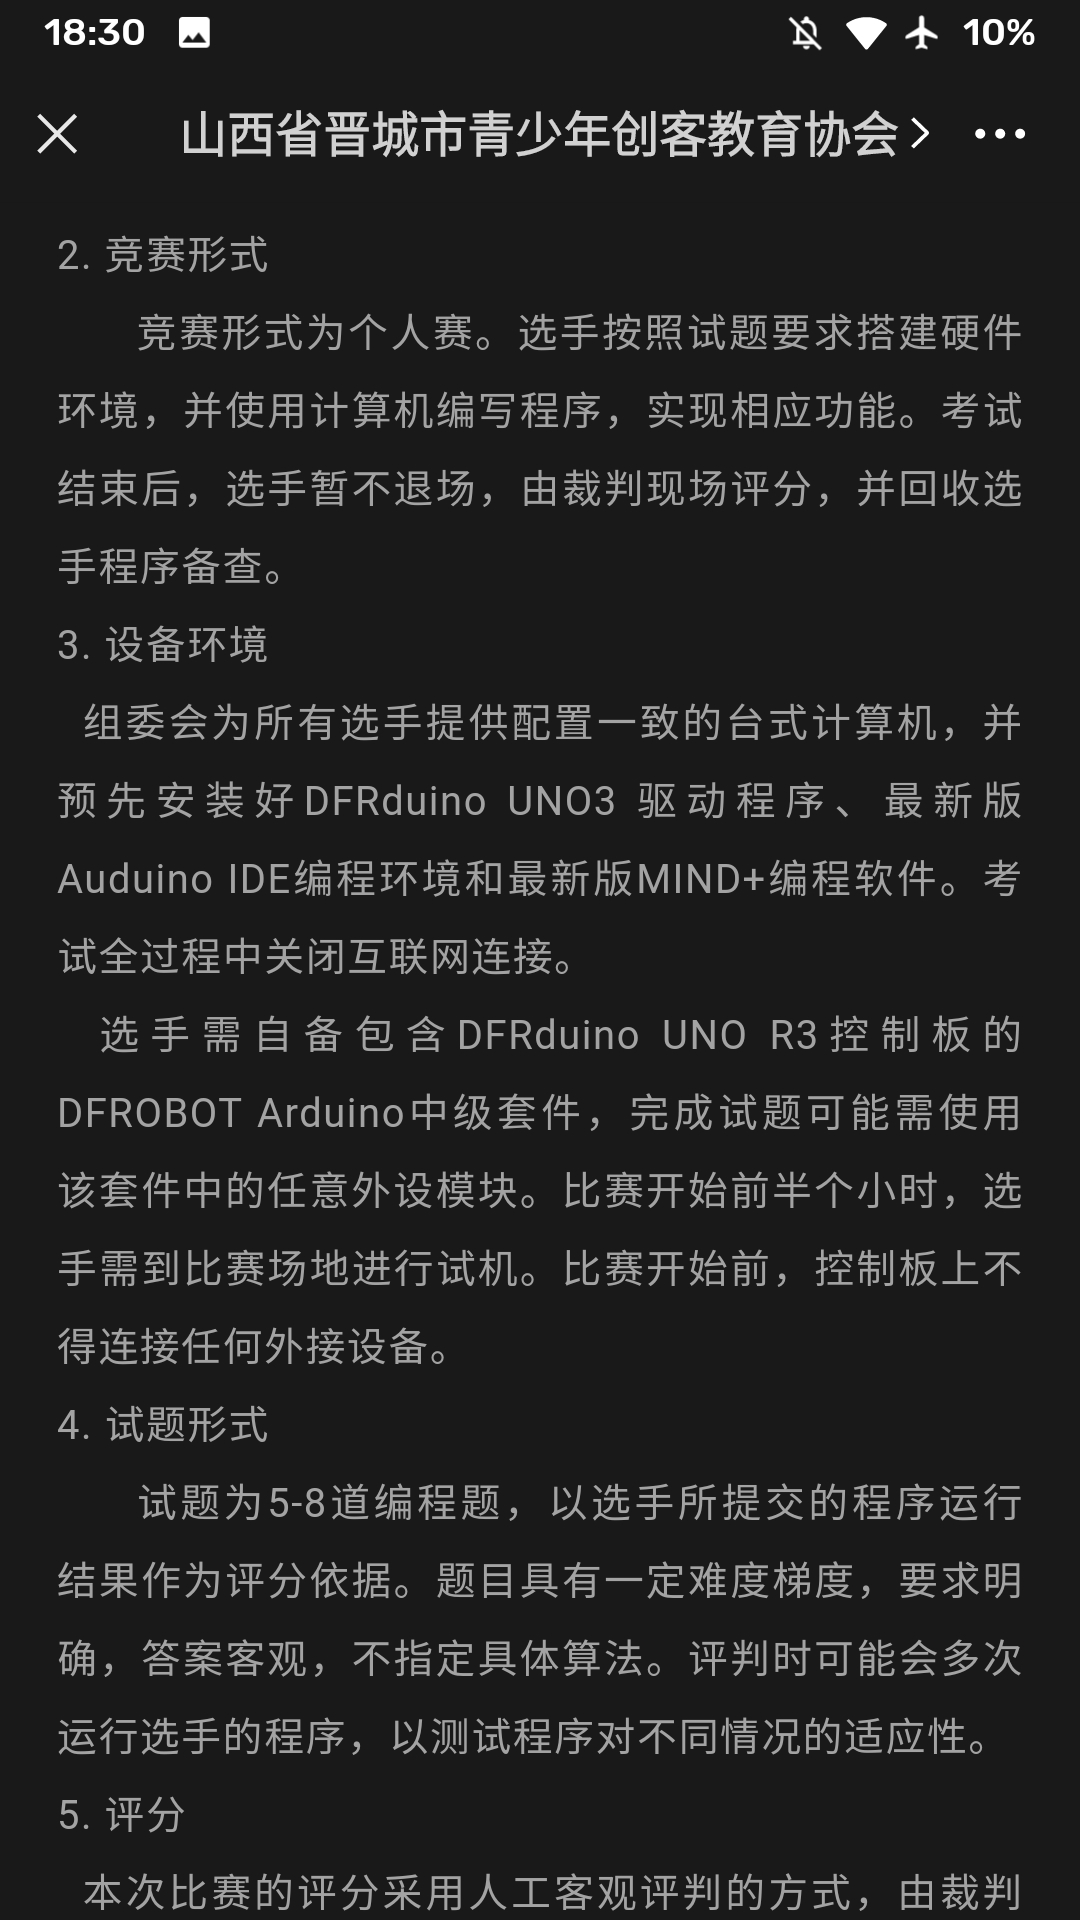 18:30
10%
山西省晋城市青少年创客教育协会
2. 竞赛形式
竞赛形式为个人赛。选手按照试题要求搭建硬件
环境，并使用计算机编写程序，实现相应功能。考试
结束后，选手暂不退场，由裁判现场评分，并回收选
手程序备查。
3. 设备环境
组委会为所有选手提供配置一致的台式计算机，并
预先安装好DFRduino UNO3 驱动程序、最新版
Auduino IDE编程环境和最新版MIND+编程软件。考
试全过程中关闭互联网连接。
选手需自备包含DFRduino UNO R3控制板的
DFROBOT Arduino中级套件，完成试题可能需使用
该套件中的任意外设模块。比赛开始前半个小时，选
手需到比赛场地进行试机。比赛开始前，控制板上不
得连接任何外接设备。
4. 试题形式
试题为5-8道编程题，以选手所提交的程序运行
结果作为评分依据。题目具有一定难度梯度，要求明
确，答案客观，不指定具体算法。评判时可能会多次
运行选手的程序，以测试程序对不同情况的适应性。
5. 评分
本次比赛的评分采用人工客观评判的方式，由裁判